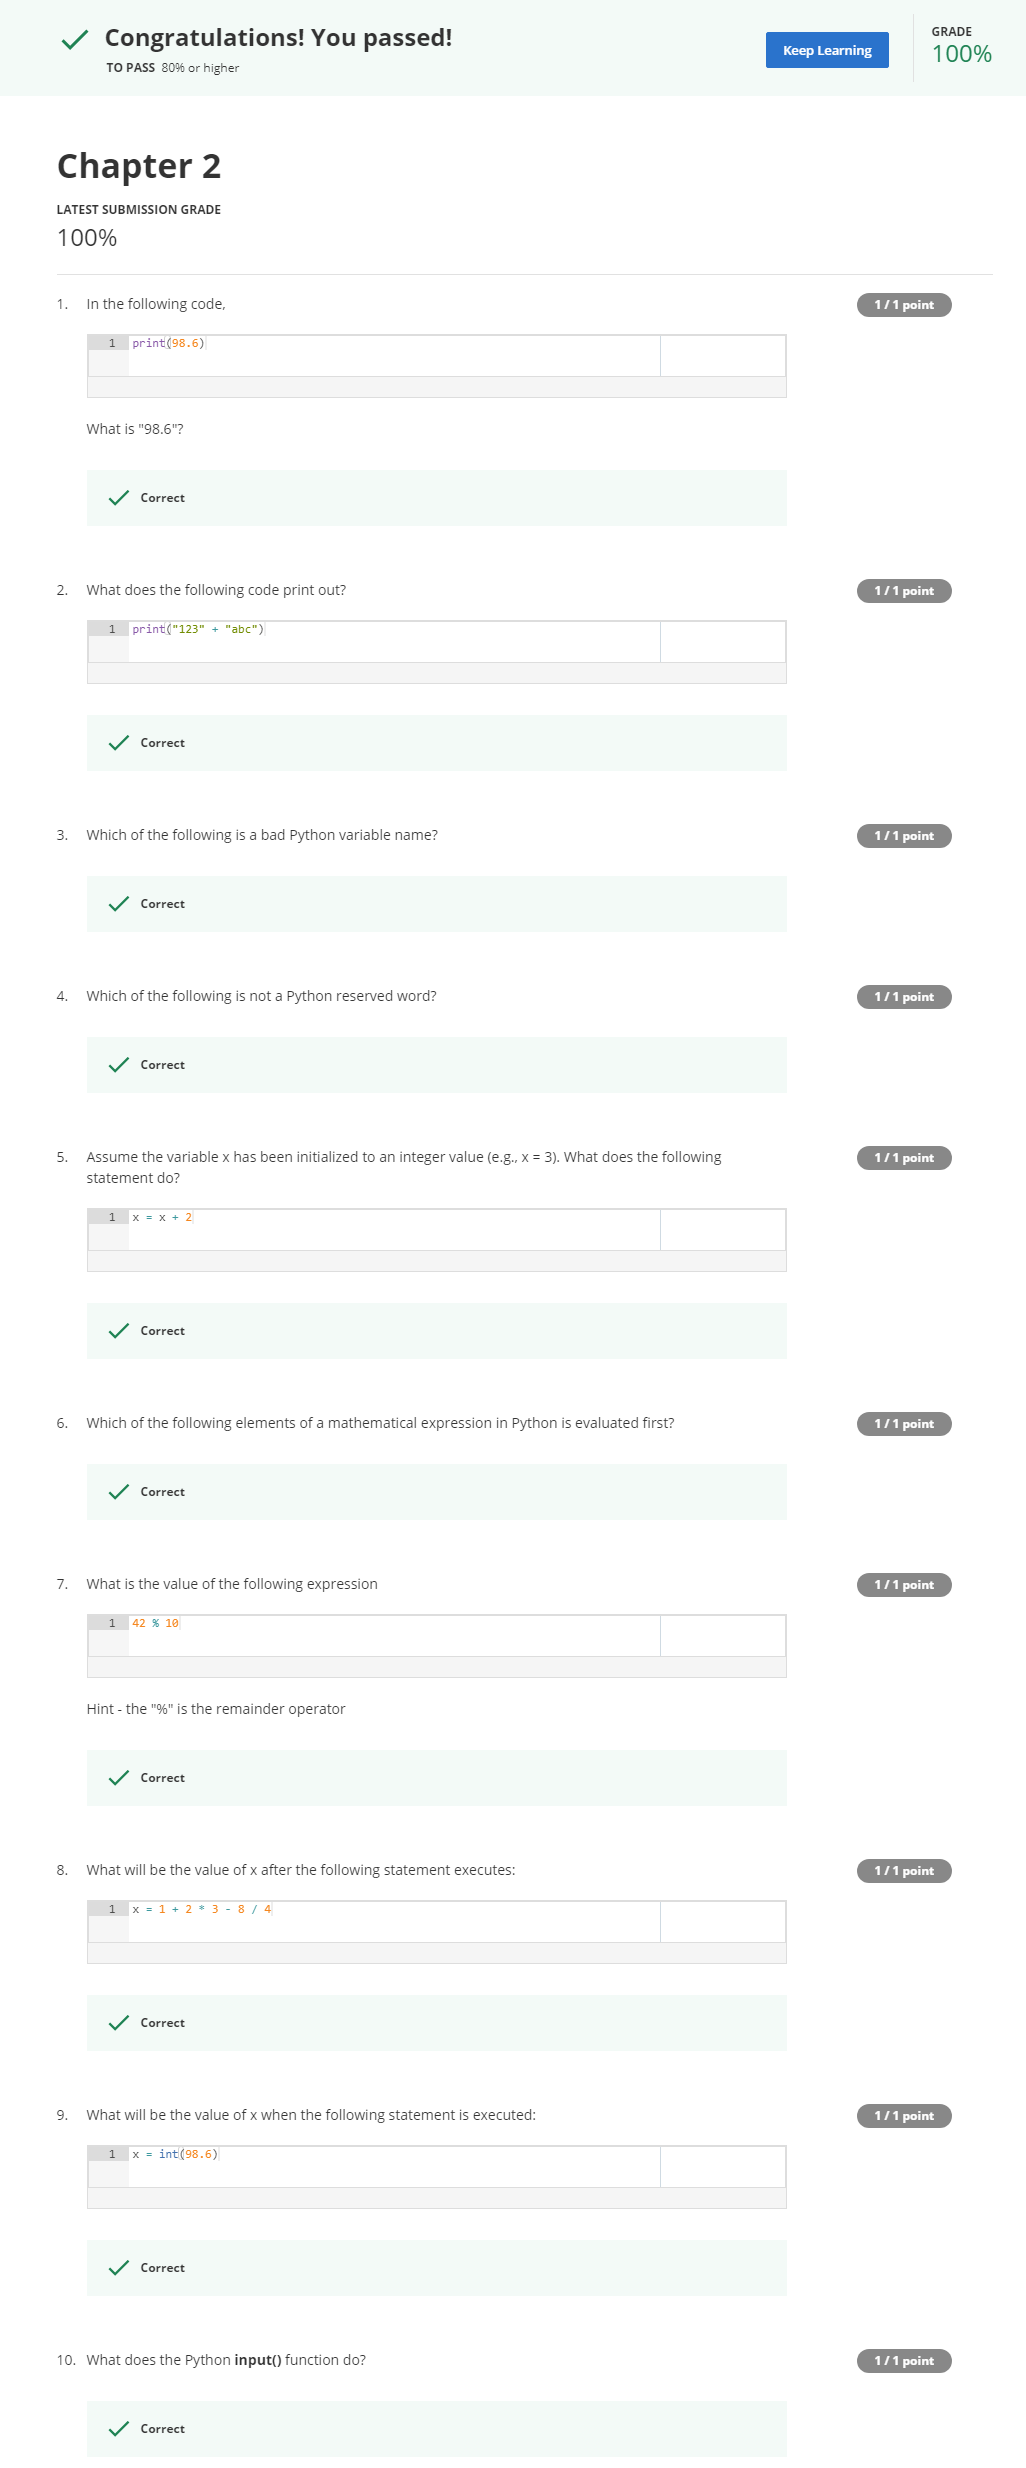 Congratulations! You passed!
TO PASS 80% or higher
Keep Learning
GRADE
100%
Chapter 2
LATEST SUBMISSION GRADE
100%
1. In the following code,
1 / 1 point
1 print(98.6)
What is "98.6"?
Correct
2. What does the following code print out?
1 / 1 point
1 print("123" + "abc")
Correct
3. Which of the following is a bad Python variable name?
1 / 1 point
Correct
4. Which of the following is not a Python reserved word?
1 / 1 point
Correct
5. Assume the variable x has been initialized to an integer value (e.g., x = 3). What does the following
statement do?
1 / 1 point
1 x = x + 2
Correct
6. Which of the following elements of a mathematical expression in Python is evaluated first?
1 / 1 point
Correct
7. What is the value of the following expression
1 / 1 point
1 42 % 10
Hint - the "%" is the remainder operator
Correct
8. What will be the value of x after the following statement executes:
1 / 1 point
1 x = 1 + 2 * 3 - 8 / 4
Correct
9. What will be the value of x when the following statement is executed:
1 / 1 point
1 x = int(98.6)
Correct
10. What does the Python input() function do?
1 / 1 point
Correct